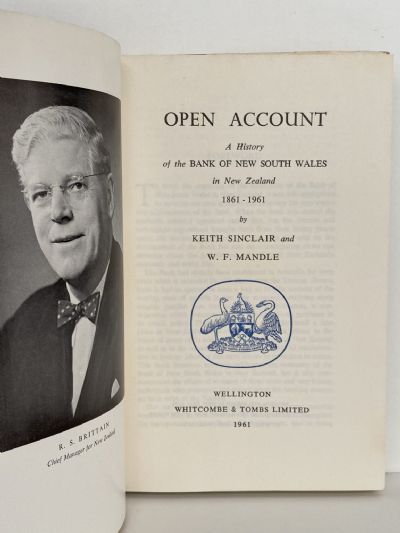 R. S. BRITTAIN
Chief Manager for New Zealand
OPEN ACCOUNT
A History
of the BANK OF NEW SOUTH WALES
in New Zealand
1861-1961
by
KEITH SINCLAIR and
W. F. MANDLE
WELLINGTON
WHITCOMBE & TOMBS LIMITED
1961